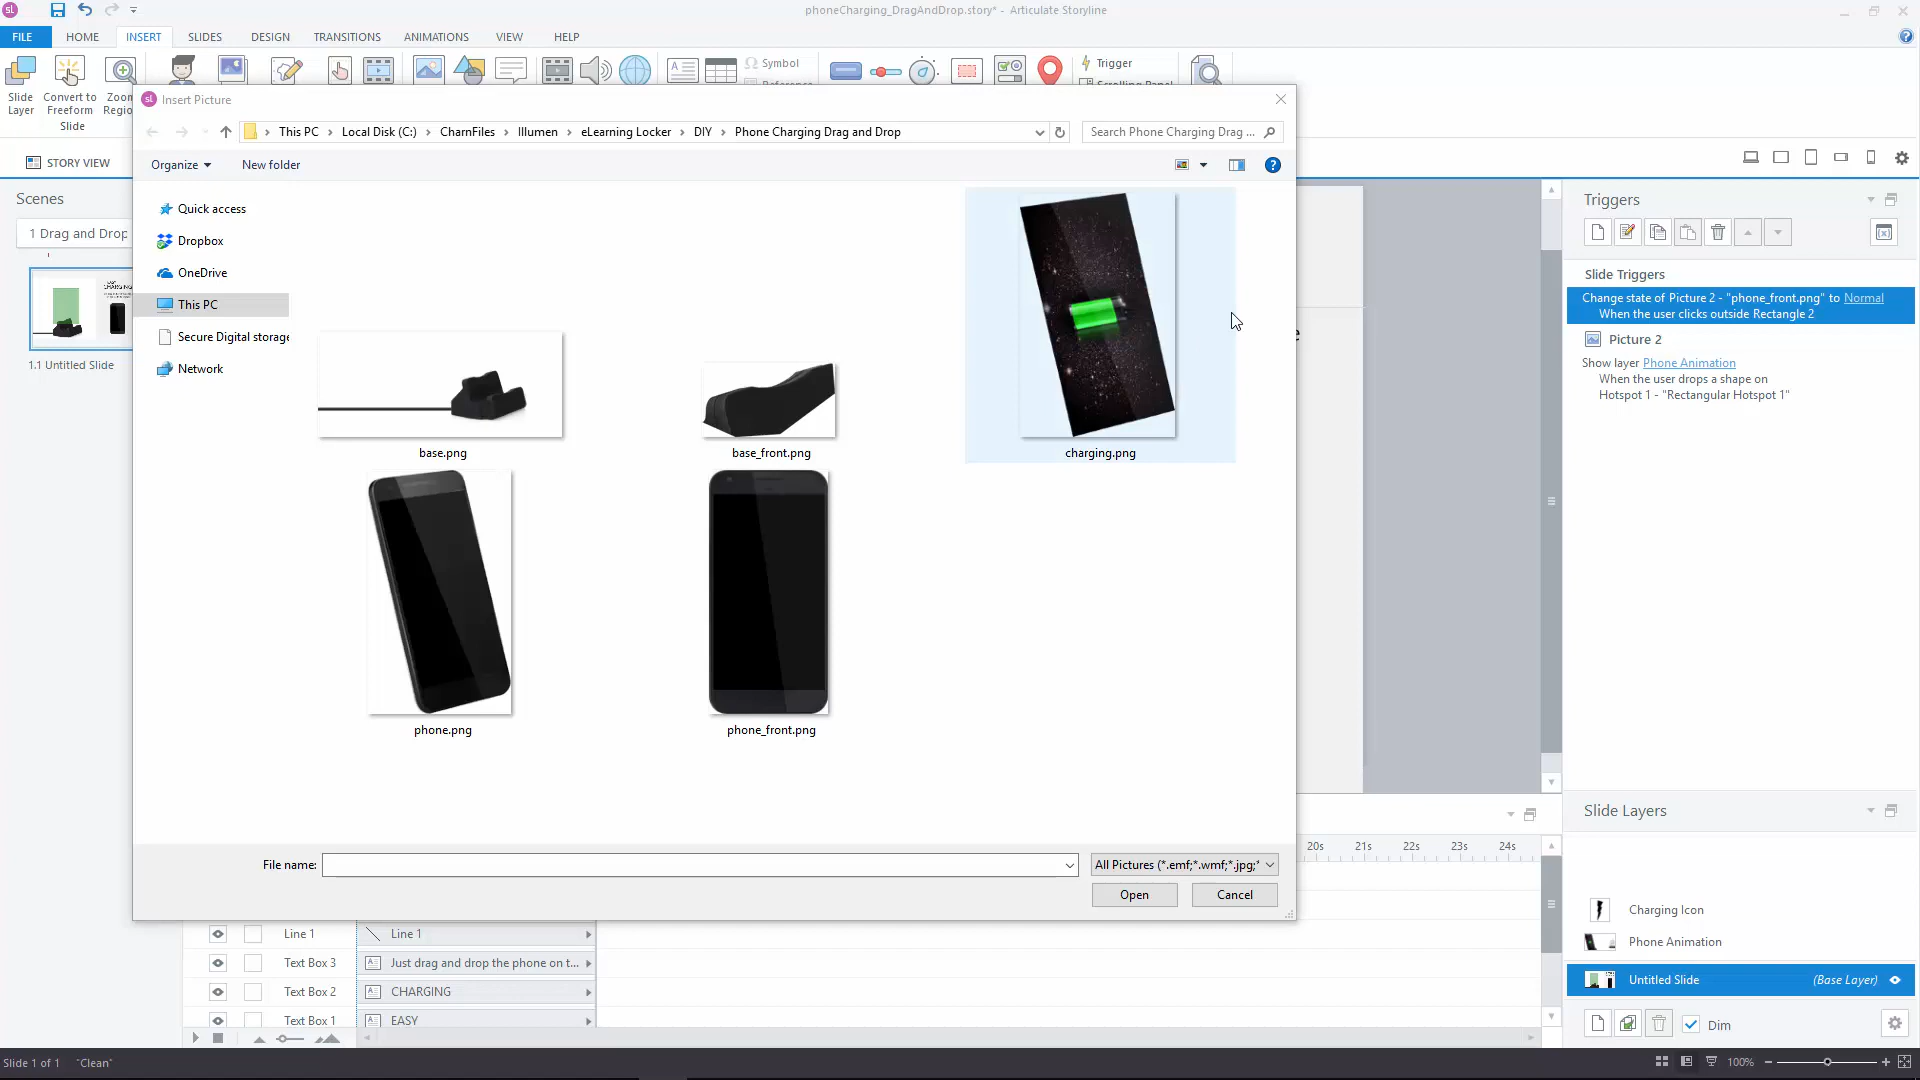 phoneCharging_DragAndDrop.story* - Articulate Storyline
FILE
HOME
INSERT
SLIDES
DESIGN
TRANSITIONS
ANIMATIONS
VIEW
HELP
Slide
Layer
Convert to
Freeform
Zoom
Regio
Slide
Symbol
Trigger
Insert Picture
This PC
Local Disk (C:)
CharnFiles
Illumen
eLearning Locker
DIY
Phone Charging Drag and Drop
Search Phone Charging Drag ...
Organize
New folder
STORY VIEW
Scenes
1 Drag and Drop
1.1 Untitled Slide
Quick access
Dropbox
OneDrive
This PC
Secure Digital storage
Network
base.png
base_front.png
charging.png
phone.png
phone_front.png
File name:
All Pictures (*.emf;*.wmf;*.jpg;*
Open
Cancel
Triggers
Slide Triggers
Change state of Picture 2 - "phone_front.png" to Normal
When the user clicks outside Rectangle 2
Picture 2
Show layer Phone Animation
When the user drops a shape on
Hotspot 1 - "Rectangular Hotspot 1"
Slide Layers
Charging Icon
Phone Animation
Untitled Slide
(Base Layer)
Dim
20s 21s 22s 23s 24s
Line 1
Line 1
Text Box 3
Just drag and drop the phone on t...
Text Box 2
CHARGING
Text Box 1
EASY
Slide 1 of 1
"Clean"
100%